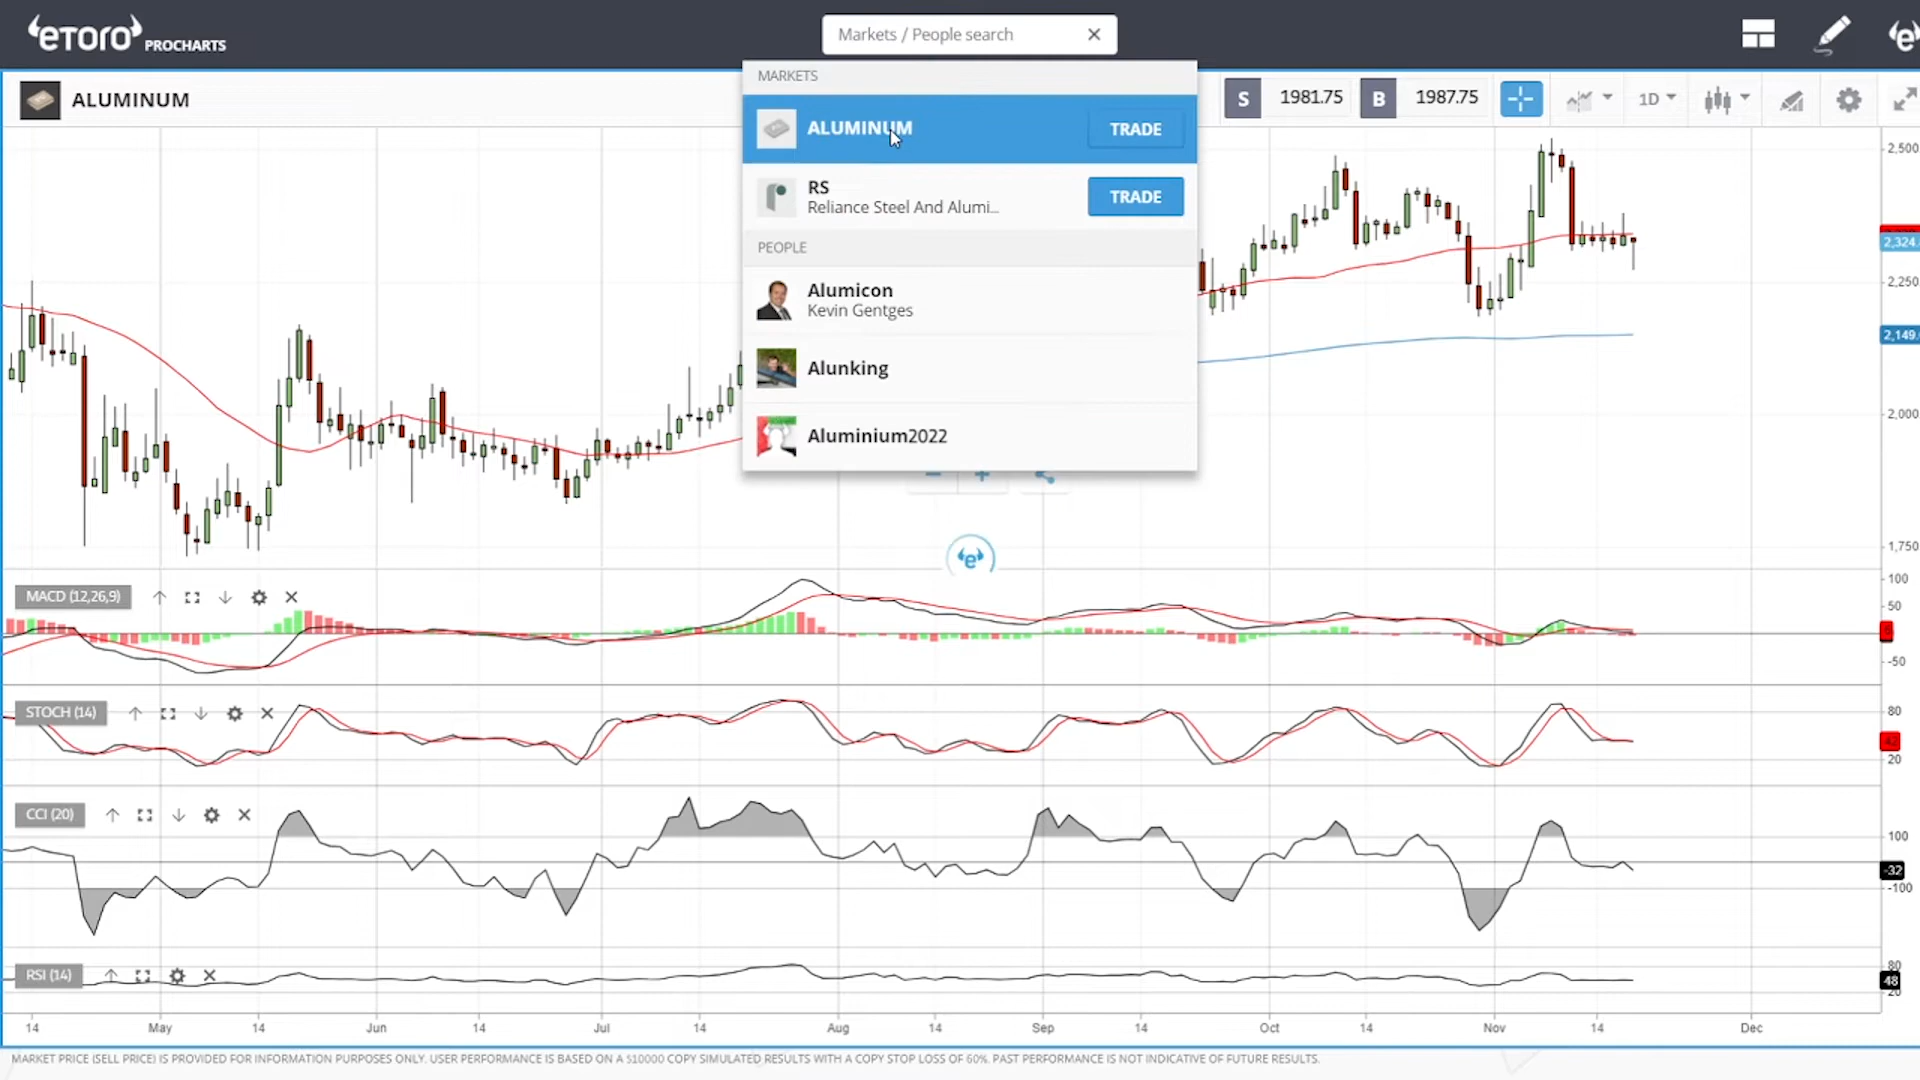 eTORO PROCHARTS
Markets / People search
ALUMINUM
MARKETS
ALUMINUM TRADE
RS
Reliance Steel And Alumi... TRADE
PEOPLE
Alumicon
Kevin Gentges
Alunking
Aluminium2022
S 1981.75 B 1987.75 1D
2,500
2,324.
2,250
2,149.
2,000
1,750
MACD (12,26,9)
100
50
-50
STOCH (14)
80
20
CCI (20)
100
-32
-100
RSI (14)
80
48
20
14 May 14 Jun 14 Jul 14 Aug 14 Sep 14 Oct 14 Nov 14 Dec
MARKET PRICE (SELL PRICE) IS PROVIDED FOR INFORMATION PURPOSES ONLY. USER PERFORMANCE IS BASED ON A $10000 COPY SIMULATED RESULTS WITH A COPY STOP LOSS OF 60%. PAST PERFORMANCE IS NOT INDICATIVE OF FUTURE RESULTS.